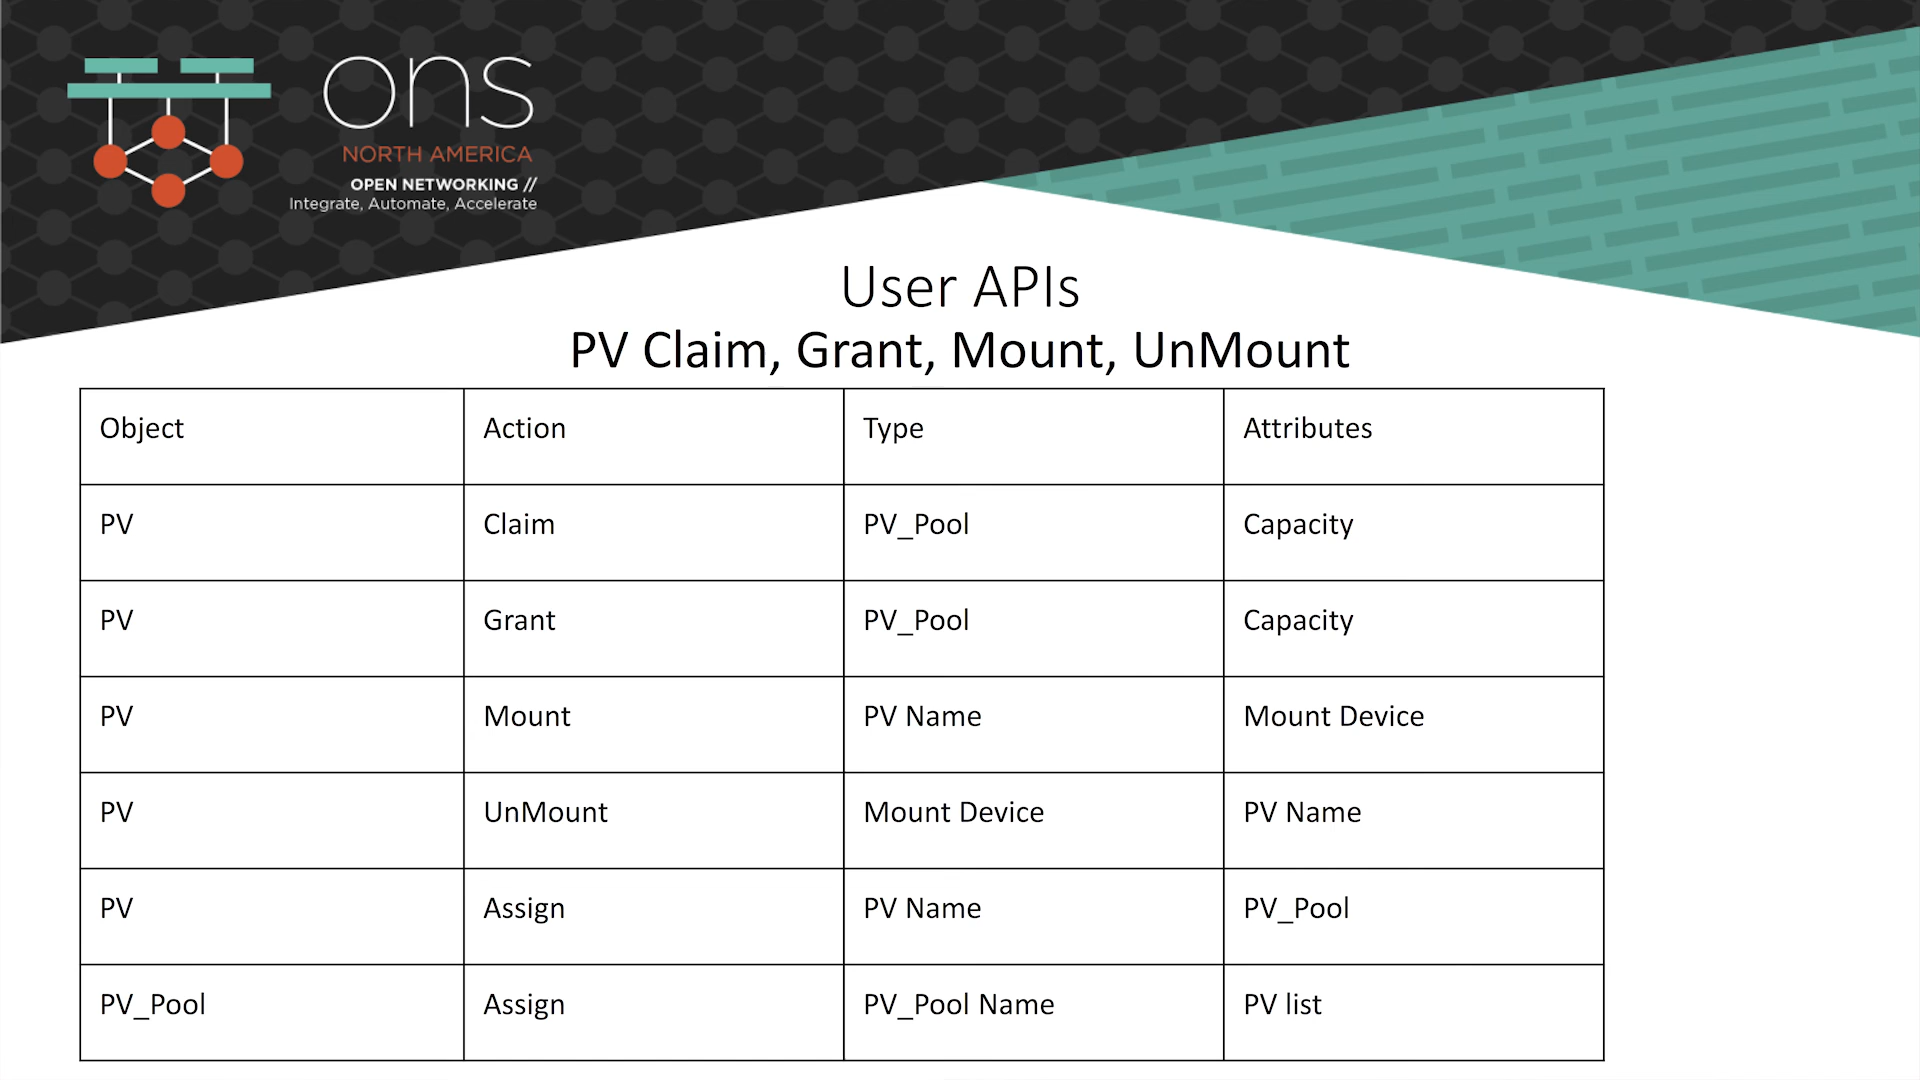 ons
NORTH AMERICA
OPEN NETWORKING //
Integrate, Automate, Accelerate
User APIs
PV Claim, Grant, Mount, UnMount
Object Action Type Attributes
PV Claim PV_Pool Capacity
PV Grant PV_Pool Capacity
PV Mount PV Name Mount Device
PV UnMount Mount Device PV Name
PV Assign PV Name PV_Pool
PV_Pool Assign PV_Pool Name PV list